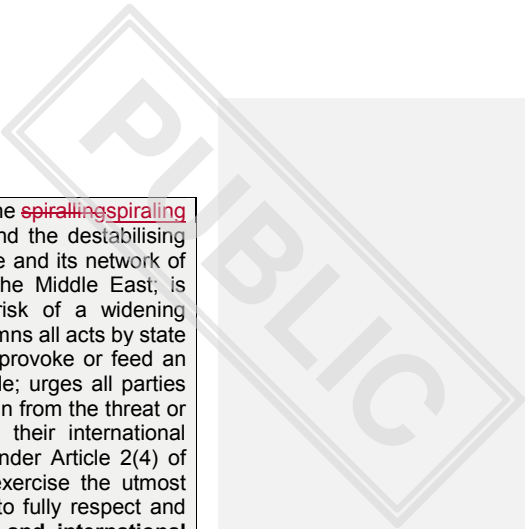 PUBLIC
ne spirallingspiraling
nd the destabilising
e and its network of
he Middle East; is
risk of a widening
mns all acts by state
provoke or feed an
le; urges all parties
n from the threat or
their international
nder Article 2(4) of
exercise the utmost
to fully respect and
and international